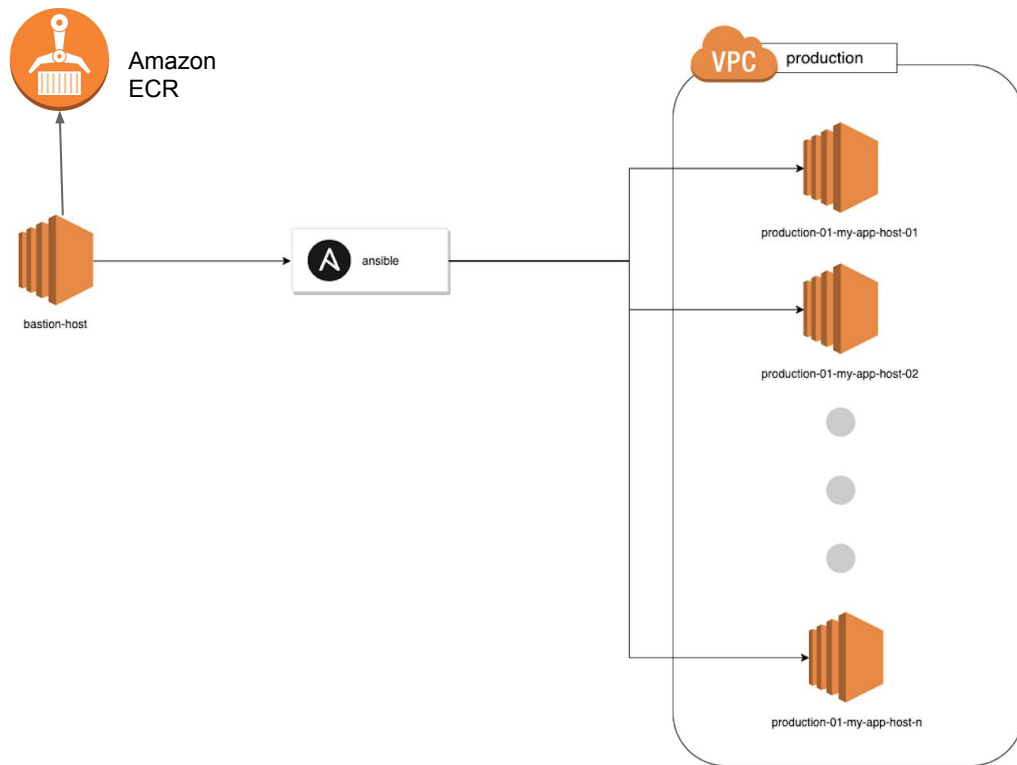 Amazon
ECR
VPC
production
production-01-my-app-host-01
ansible
bastion-host
production-01-my-app-host-02
production-01-my-app-host-n